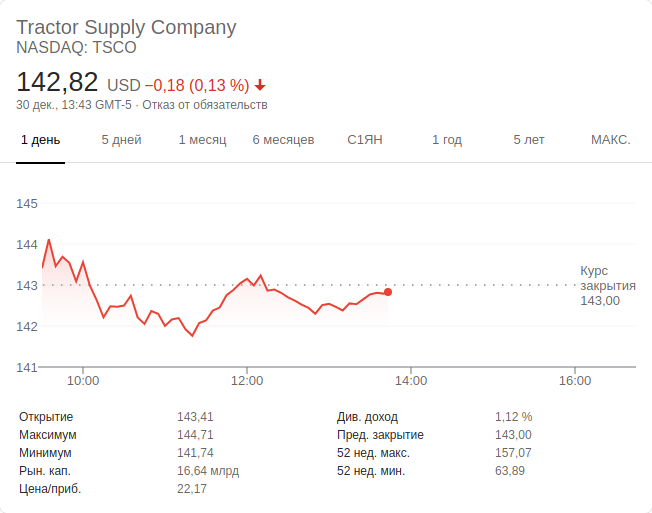 Tractor Supply Company
NASDAQ: TSCO
142,82 USD −0,18 (0,13 %)
30 дек., 13:43 GMT-5 · Отказ от обязательств
1 день 5 дней 1 месяц 6 месяцев С1ЯН 1 год 5 лет МАКС.
145
144
143
142
141
Курс
закрытия
143,00
10:00 12:00 14:00 16:00
Открытие 143,41 Див. доход 1,12 %
Максимум 144,71 Пред. закрытие 143,00
Минимум 141,74 52 нед. макс. 157,07
Рын. кап. 16,64 млрд 52 нед. мин. 63,89
Цена/приб. 22,17